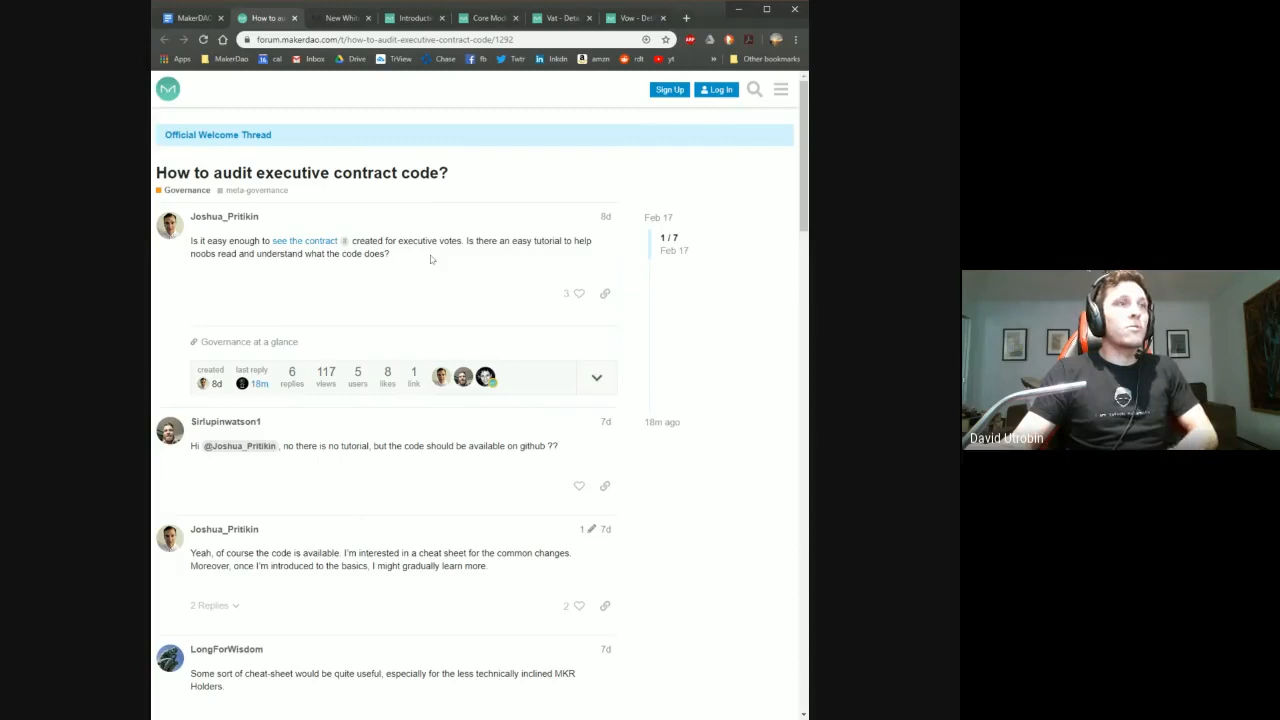 MakerDAO
How to au
New Whit
Introducti
Core Mod
Vat - Deta
Vow - Det
forum.makerdao.com/t/how-to-audit-executive-contract-code/1292
Apps MakerDao 16 cal Inbox Drive TrView Chase fb Twtr Inkdn amzn rdt yt » Other bookmarks
Sign Up Log In
Official Welcome Thread
How to audit executive contract code?
Governance meta-governance
Joshua_Pritikin 8d
Is it easy enough to see the contract 8 created for executive votes. Is there an easy tutorial to help
noobs read and understand what the code does?
3
Feb 17
1 / 7
Feb 17
Governance at a glance
created last reply 6 117 5 8 1
8d 18m replies views users likes link
18m ago
Sirlupinwatson1 7d
Hi @Joshua_Pritikin, no there is no tutorial, but the code should be available on github ??
Joshua_Pritikin 1 7d
Yeah, of course the code is available. I'm interested in a cheat sheet for the common changes.
Moreover, once I'm introduced to the basics, I might gradually learn more.
2 Replies 2
LongForWisdom 7d
Some sort of cheat-sheet would be quite useful, especially for the less technically inclined MKR
Holders.
David Utrobin